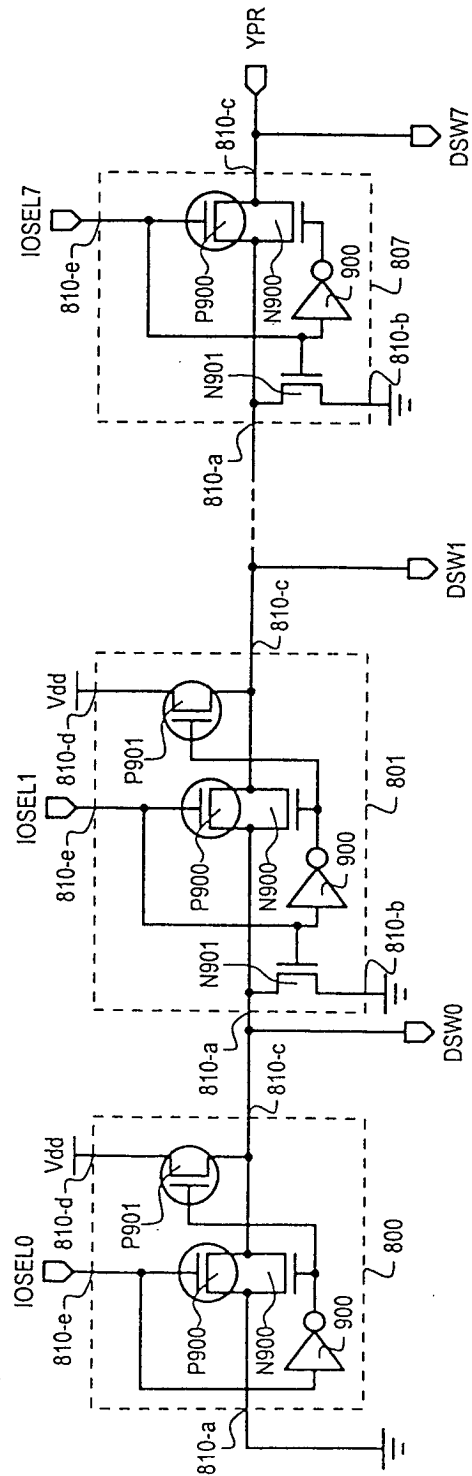 IOSEL0
810-e
810-d
Vdd
P901
P900
N900
900
800
810-a
810-c
DSW0
IOSEL1
810-e
810-d
Vdd
P901
P900
N900
N901
900
801
810-b
810-a
810-c
DSW1
IOSEL7
810-e
P900
N900
N901
900
807
810-b
810-a
810-c
YPR
DSW7